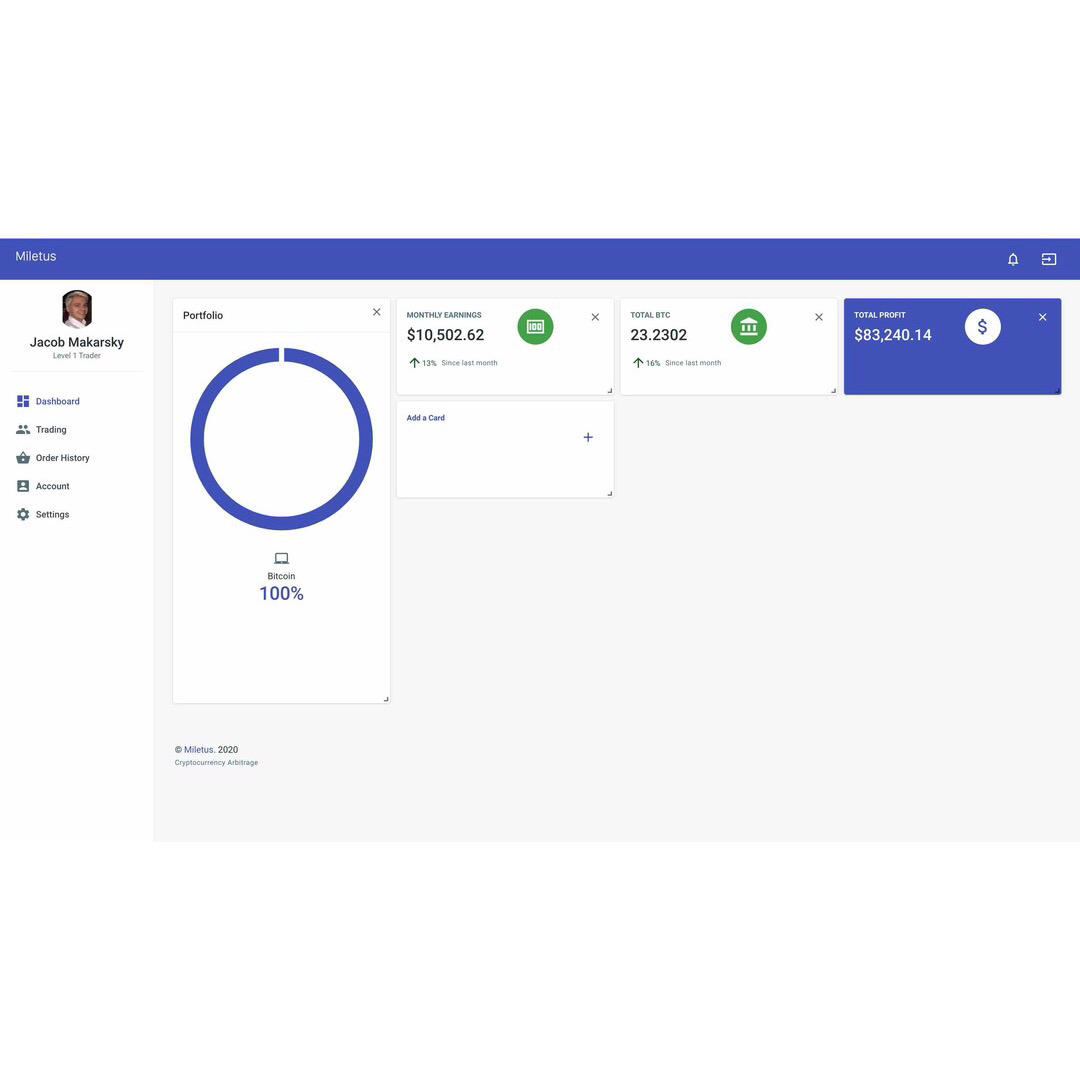 Miletus
Jacob Makarsky
Level 1 Trader
Dashboard
Trading
Order History
Account
Settings
Portfolio
Bitcoin
100%
MONTHLY EARNINGS
$10,502.62
13% Since last month
TOTAL BTC
23.2302
16% Since last month
TOTAL PROFIT
$83,240.14
$
Add a Card
© Miletus. 2020
Cryptocurrency Arbitrage